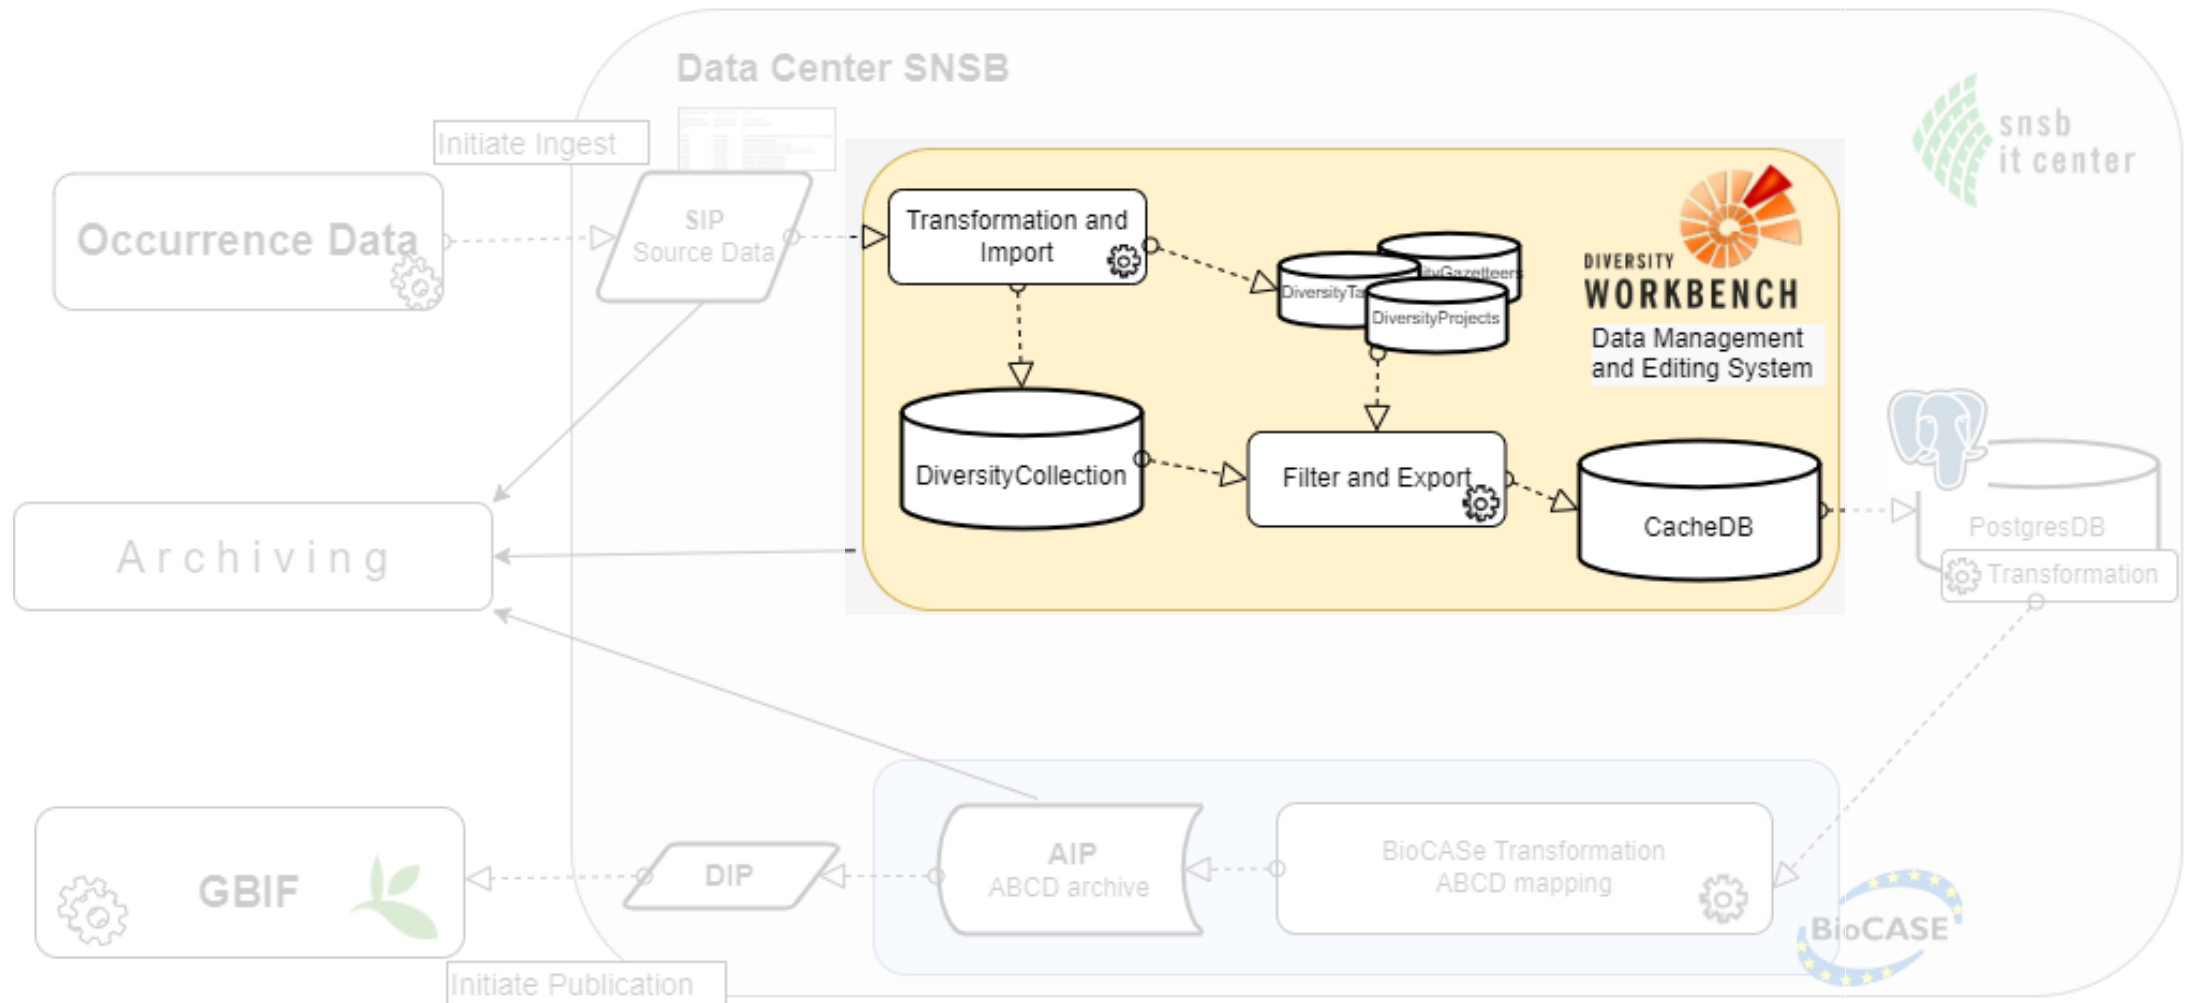 Data Center SNSB
Initiate Ingest
snsb
it center
Occurrence Data
SIP
Source Data
Transformation and
Import
DiversityProjects
DIVERSITY
WORKBENCH
Data Management
and Editing System
DiversityCollection
Filter and Export
CacheDB
PostgresDB
Transformation
Archiving
AIP
ABCD archive
BioCASe Transformation
ABCD mapping
DIP
GBIF
BioCASE
Initiate Publication